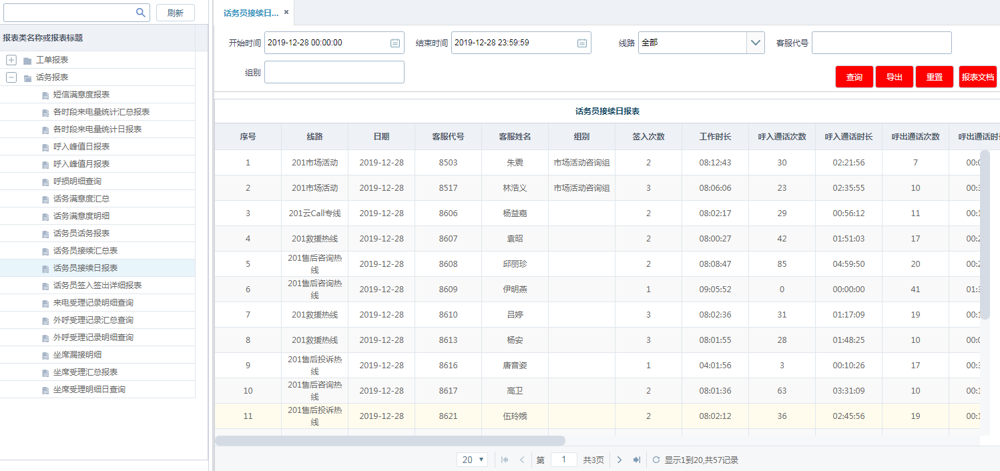 刷新
报表类名称或报表标题
工单报表
话务报表
短信满意度报表
各时段来电量统计汇总报表
各时段来电量统计日报表
呼入峰值日报表
呼入峰值月报表
呼损明细查询
话务满意度汇总
话务满意度明细
话务员话务报表
话务员接续汇总表
话务员接续日报表
话务员签入签出详细报表
来电受理记录明细查询
外呼受理记录汇总查询
外呼受理记录明细查询
坐席漏接明细
坐席受理汇总报表
坐席受理明细日查询
话务员接续日... ×
开始时间 2019-12-28 00:00:00 结束时间 2019-12-28 23:59:59 线路 全部 客服代号
组别
查询 导出 重置 报表文档
话务员接续日报表
序号 线路 日期 客服代号 客服姓名 组别 签入次数 工作时长 呼入通话次数 呼入通话时长 呼出通话次数 呼出通话时
1 201市场活动 2019-12-28 8503 朱震 市场活动咨询组 2 08:12:43 30 02:21:56 7 00:0
2 201市场活动 2019-12-28 8517 林浩义 市场活动咨询组 3 08:06:06 23 02:35:55 10 00:3
3 201云Call专线 2019-12-28 8606 杨益嘉 2 08:02:17 29 00:56:12 11 00:1
4 201救援热线 2019-12-28 8607 袁昭 2 08:00:27 42 01:51:03 17 00:2
5 201售后咨询热线 2019-12-28 8608 邱丽珍 2 08:08:47 85 04:59:50 20 00:2
6 201售后咨询热线 2019-12-28 8609 伊明燕 1 09:05:52 0 00:00:00 41 01:3
7 201救援热线 2019-12-28 8610 吕婷 3 08:02:36 31 01:17:09 19 00:1
8 201救援热线 2019-12-28 8613 杨安 3 08:01:55 28 01:48:25 10 00:0
9 201售后投诉热线 2019-12-28 8616 唐音姿 1 04:01:56 3 00:10:26 17 00:3
10 201售后咨询热线 2019-12-28 8617 高卫 2 08:01:36 63 03:31:09 10 00:1
11 201售后投诉热线 2019-12-28 8621 伍玲娥 2 08:02:12 36 02:45:56 19 00:1
20 第 1 共3页 显示1到20,共57记录